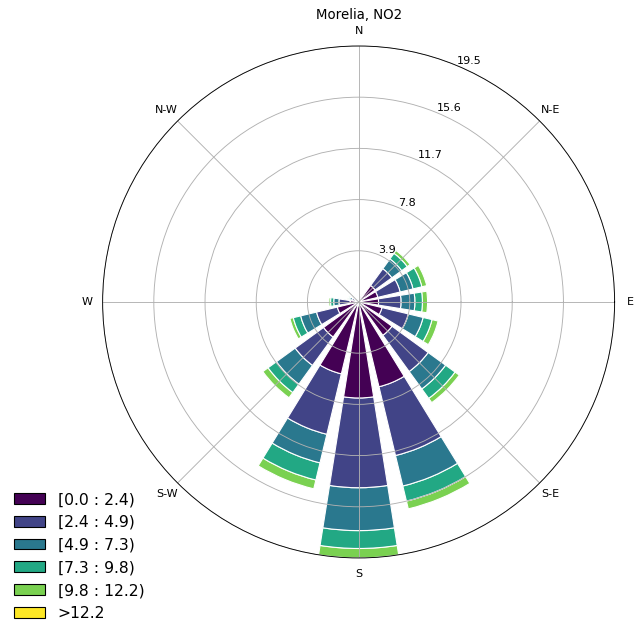 Morelia, NO2
N
19.5
N-W
N-E
15.6
11.7
7.8
3.9
W
E
S-W
S-E
S
[0.0 : 2.4)
[2.4 : 4.9)
[4.9 : 7.3)
[7.3 : 9.8)
[9.8 : 12.2)
>12.2